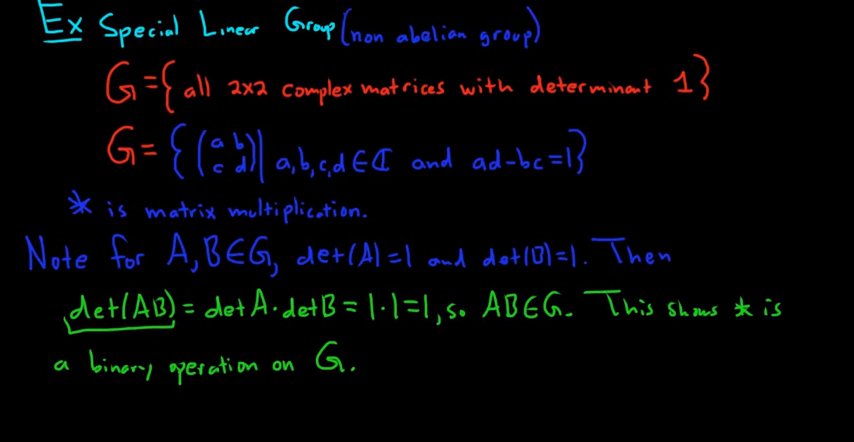 Ex Special Linear Group (non abelian group)
G = { all 2x2 complex matrices with determinant 1 }
G = { (a b c d) | a,b,c,d ∈ ℂ and ad-bc=1 }
* is matrix multiplication.
Note for A, B ∈ G, det(A)=1 and det(B)=1. Then
det(AB) = det A · det B = 1·1=1, so AB ∈ G. This shows * is
a binary operation on G.